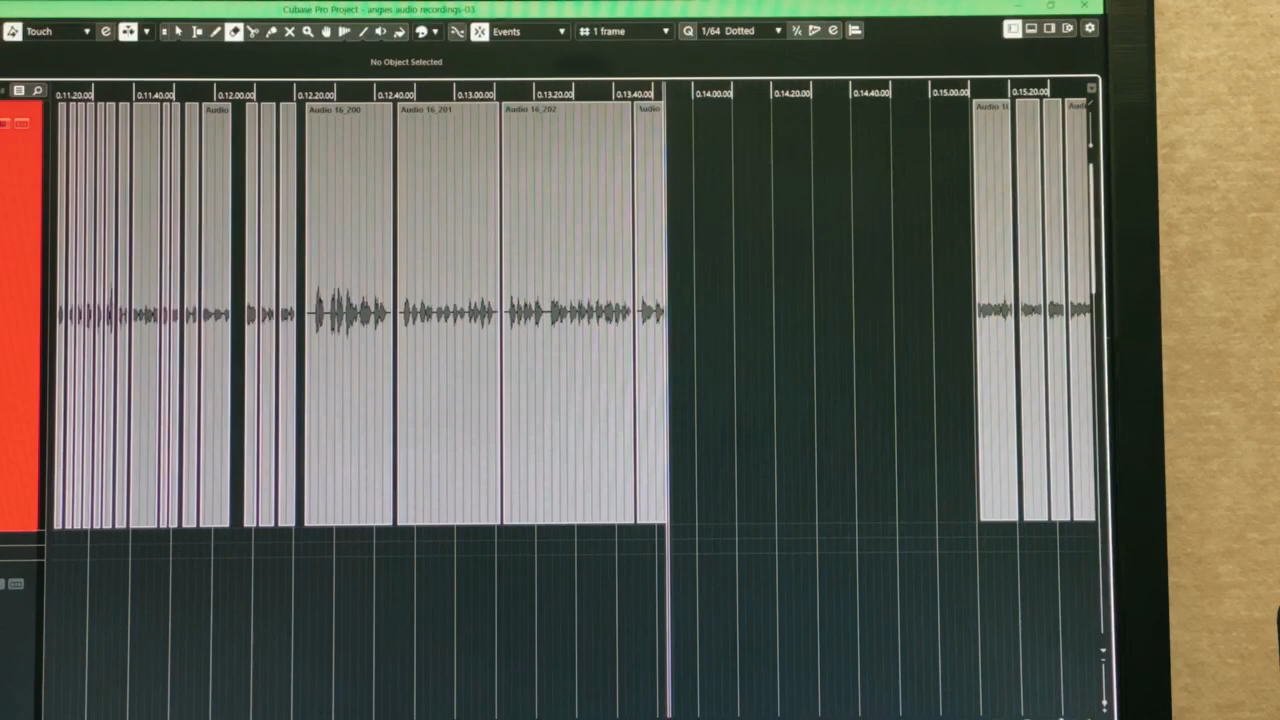 Cubase Pro Project - angies audio recordings-03
Touch e Events 1 frame Q 1/64 Dotted e
No Object Selected
0.11.20.00 0.11.40.00 0.12.00.00 0.12.20.00 0.12.40.00 0.13.00.00 0.13.20.00 0.13.40.00 0.14.00.00 0.14.20.00 0.14.40.00 0.15.00.00 0.15.20.00
Audio Audio 16_200 Audio 16_201 Audio 16_202 Audio Audio 1 Audi